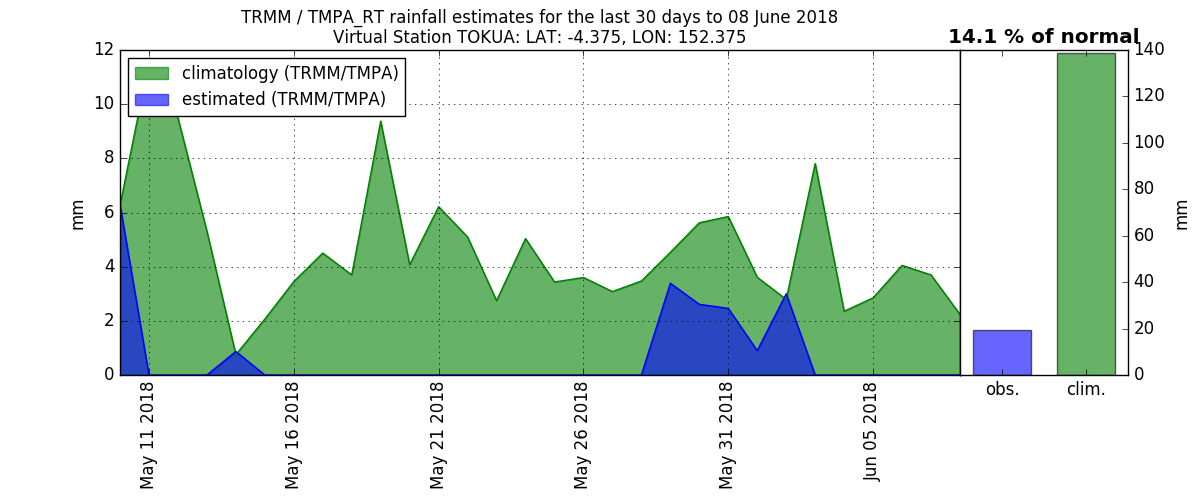 TRMM / TMPA_RT rainfall estimates for the last 30 days to 08 June 2018
Virtual Station TOKUA: LAT: -4.375, LON: 152.375
14.1 % of normal
climatology (TRMM/TMPA)
estimated (TRMM/TMPA)
12
10
8
6
4
2
0
mm
May 11 2018
May 16 2018
May 21 2018
May 26 2018
May 31 2018
Jun 05 2018
140
120
100
80
60
40
20
0
mm
obs.
clim.